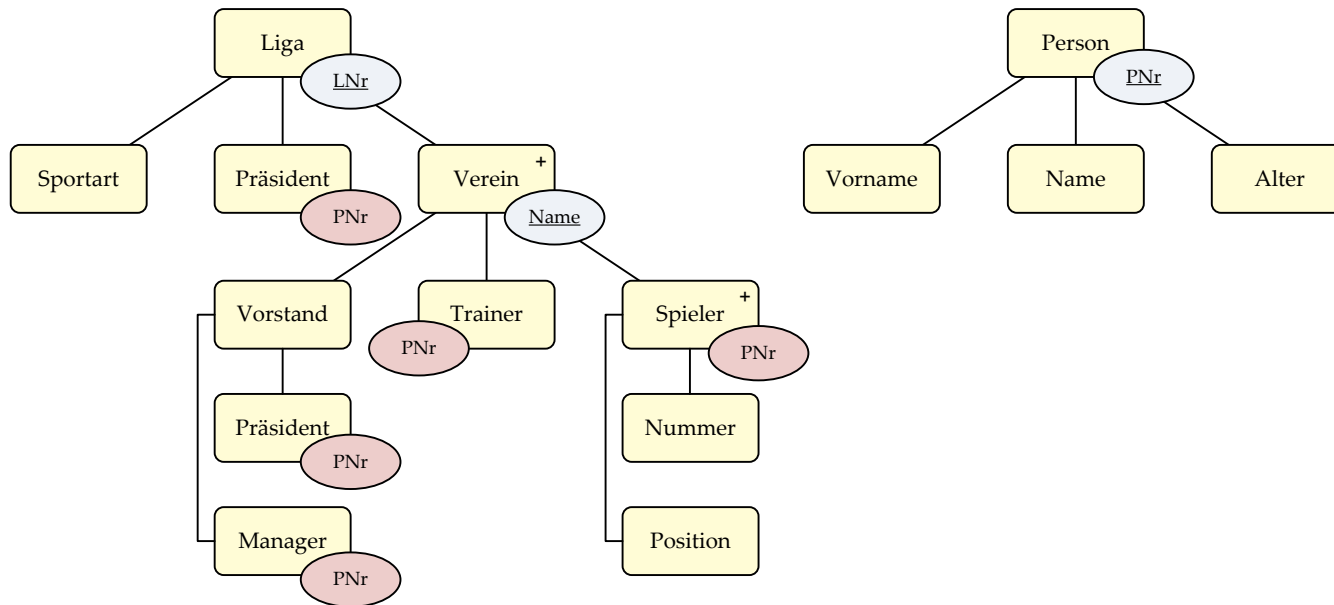 Liga
Person
LNr
PNr
Sportart
Präsident
Verein
+
Vorname
Name
Alter
PNr
Name
Vorstand
Trainer
Spieler
+
PNr
PNr
Präsident
Nummer
PNr
Manager
Position
PNr